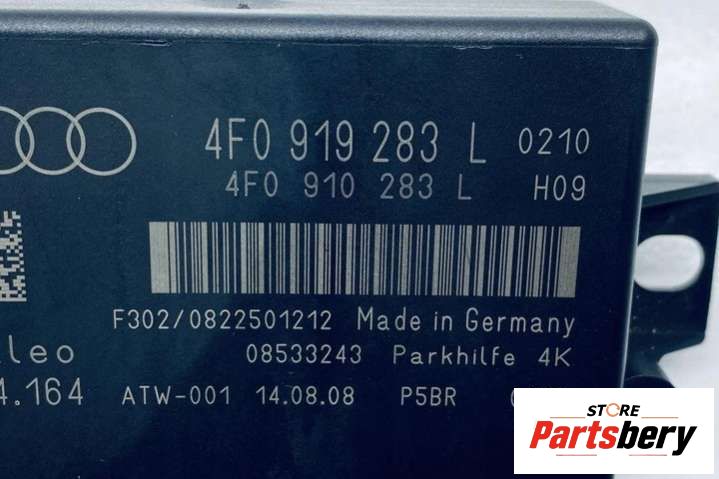 4F0 919 283 L 0210
4F0 910 283 L H09
F302/0822501212 Made in Germany
leo 08533243 Parkhilfe 4K
4.164 ATW-001 14.08.08 P5BR
STORE
Partsbery